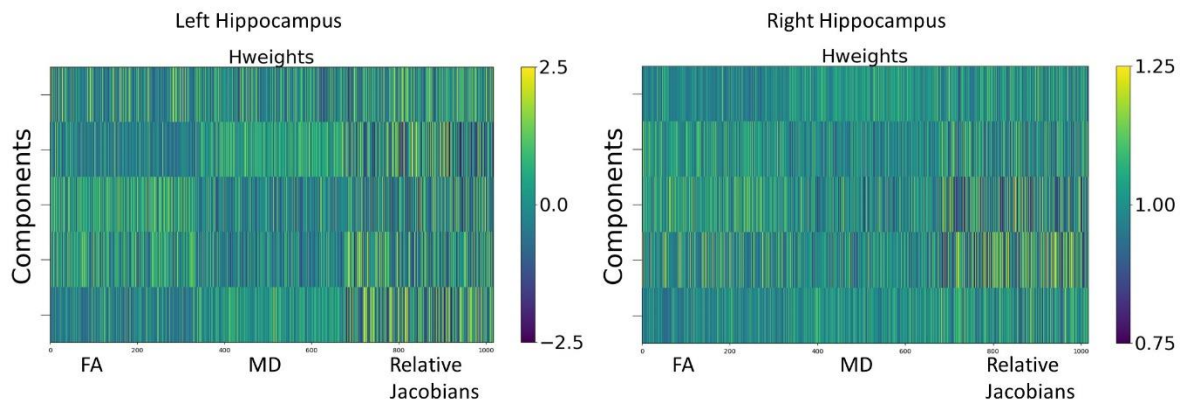 Left Hippocampus
Hweights
Components
2.5
0.0
−2.5
0 200 400 600 800 1000
FA MD Relative
Jacobians
Right Hippocampus
Hweights
Components
1.25
1.00
0.75
0 200 400 600 800 1000
FA MD Relative
Jacobians